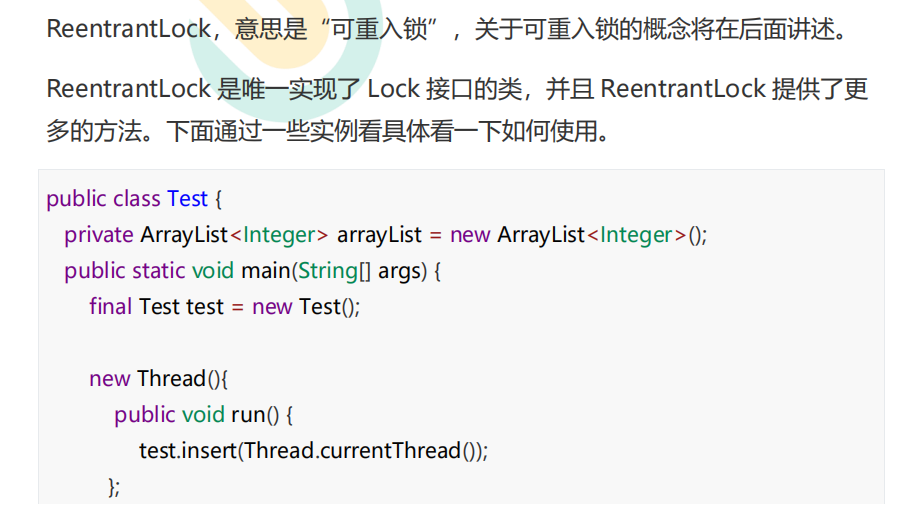 ReentrantLock，意思是“可重入锁”，关于可重入锁的概念将在后面讲述。
ReentrantLock 是唯一实现了 Lock 接口的类，并且 ReentrantLock 提供了更
多的方法。下面通过一些实例看具体看一下如何使用。
public class Test {
private ArrayList<Integer> arrayList = new ArrayList<Integer>();
public static void main(String[] args) {
final Test test = new Test();
new Thread(){
public void run() {
test.insert(Thread.currentThread());
};